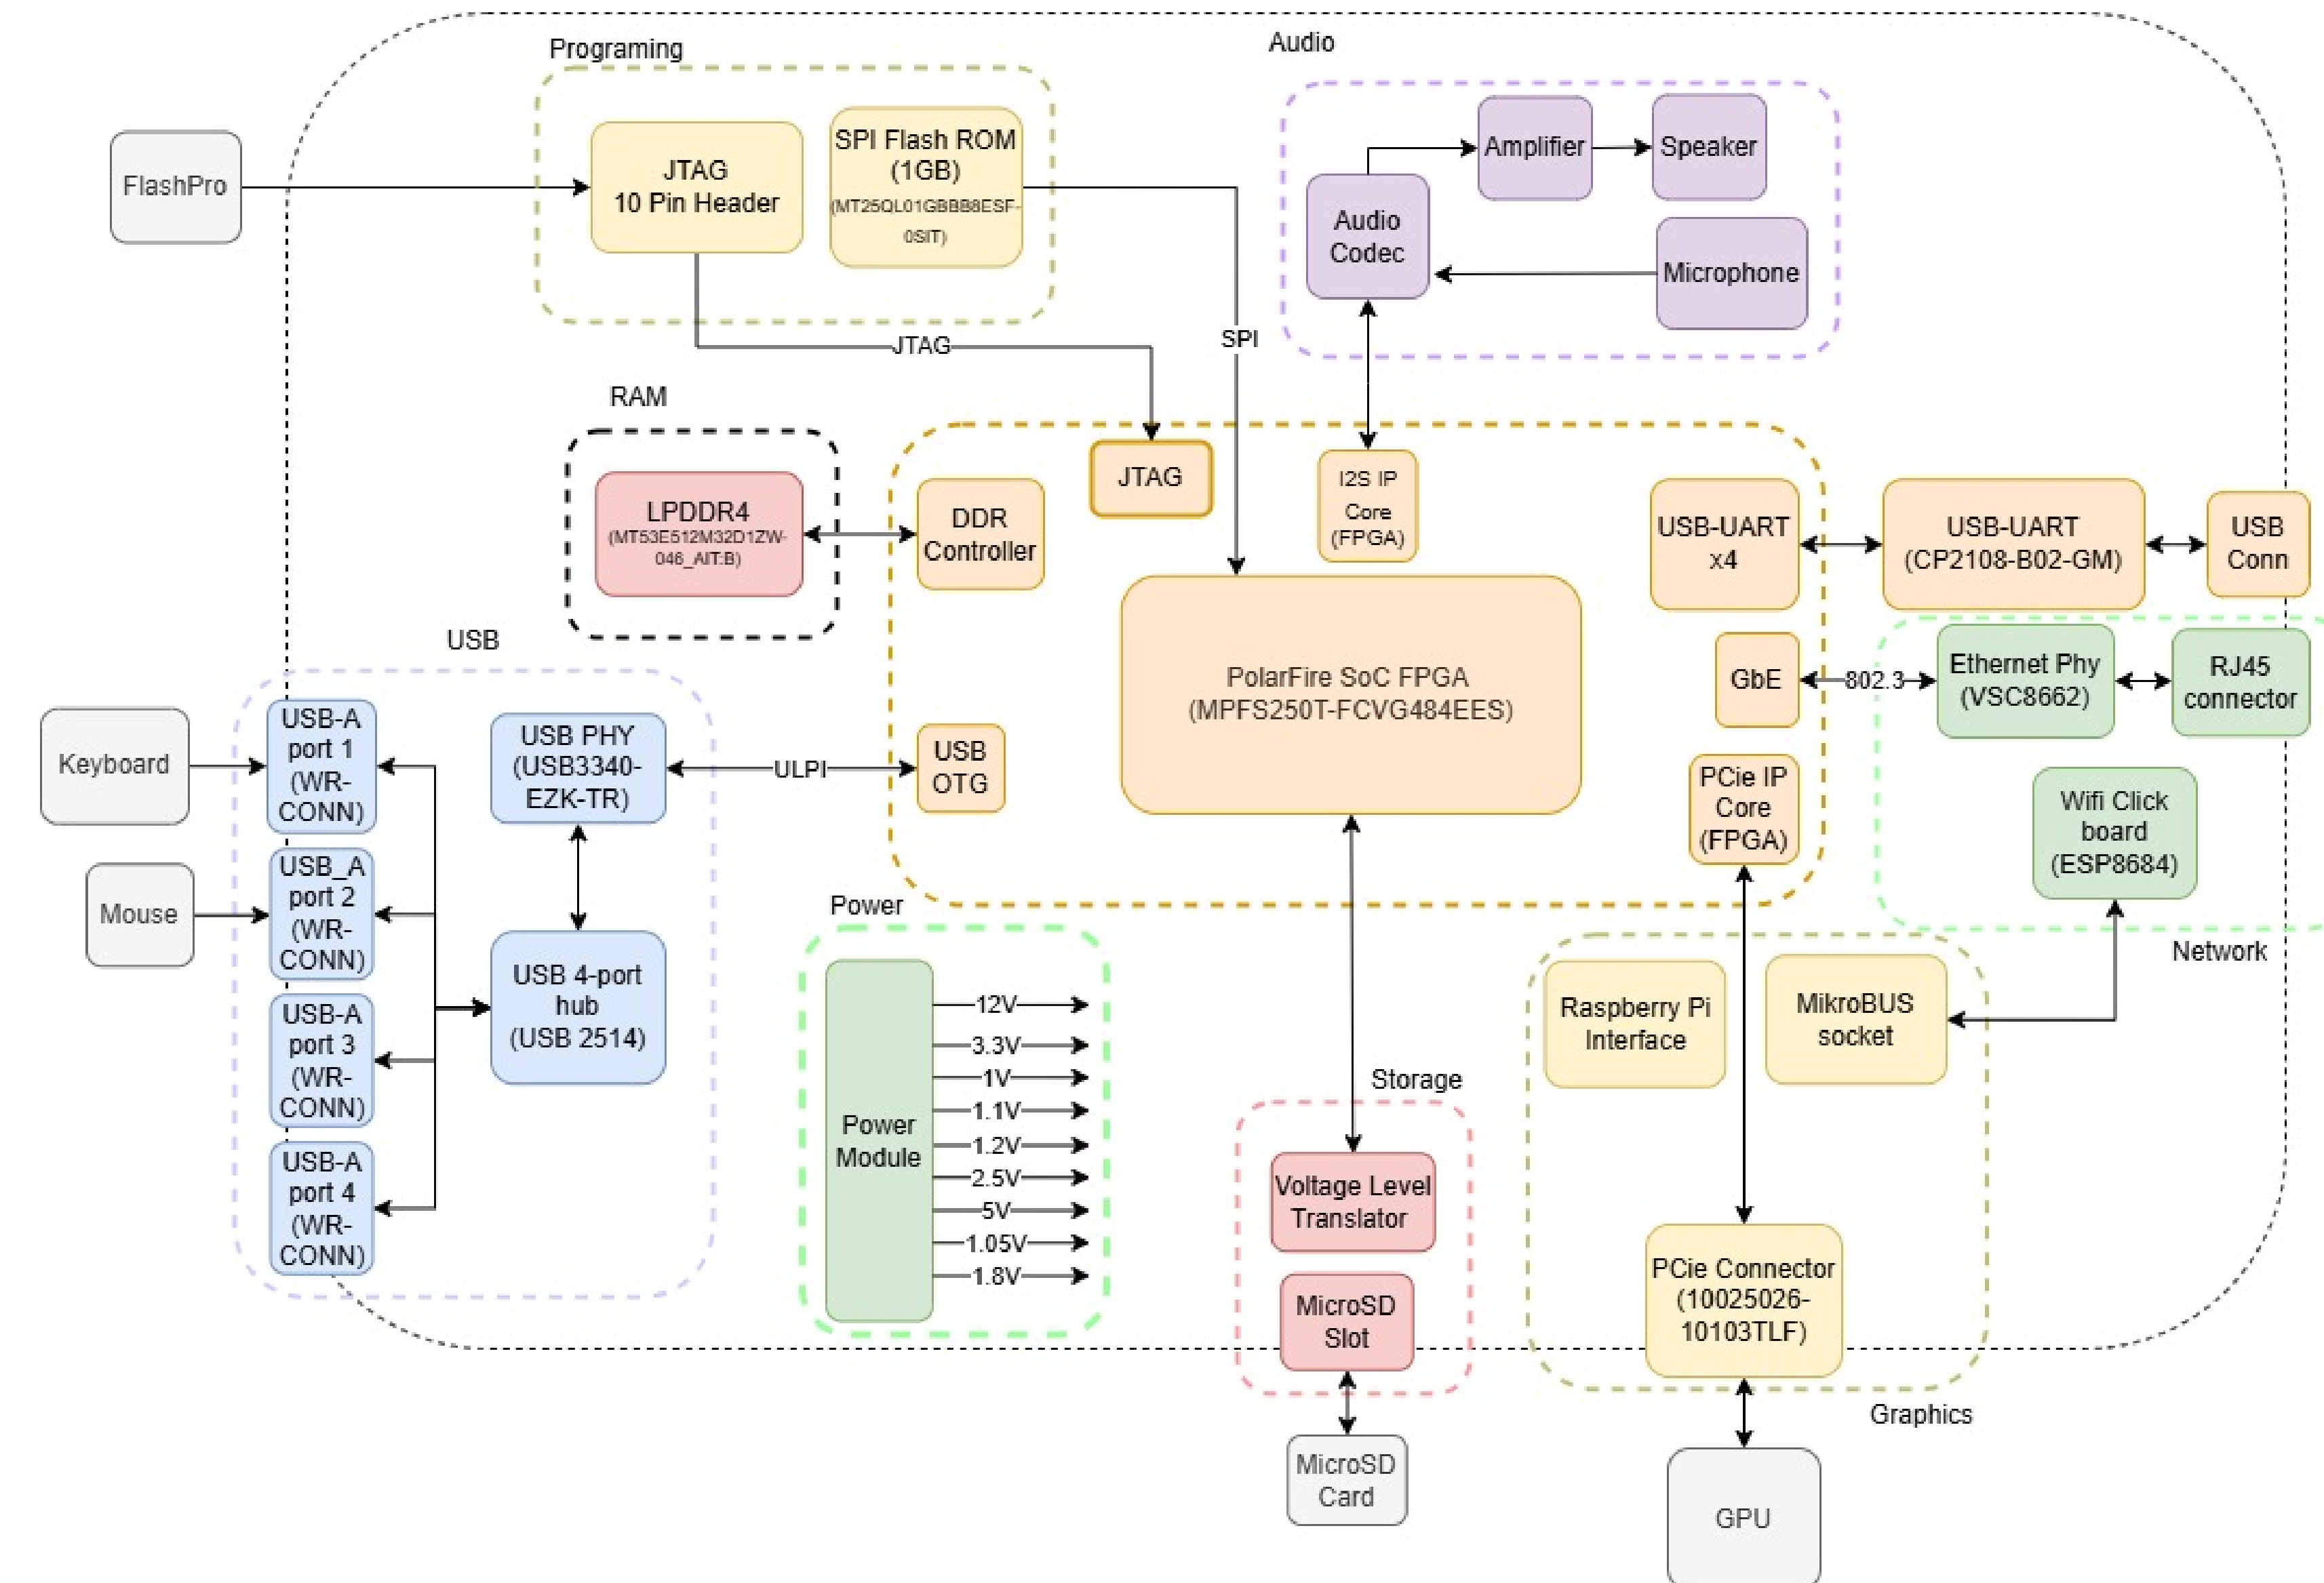 Programing
Audio
FlashPro
JTAG
10 Pin Header
SPI Flash ROM
(1GB)
(MT25QL01GBBB8ESF-
0SIT)
Amplifier
Speaker
Audio
Codec
Microphone
JTAG
SPI
RAM
LPDDR4
(MT53E512M32D1ZW-
046_AIT:B)
DDR
Controller
JTAG
I2S IP
Core
(FPGA)
USB-UART
x4
USB-UART
(CP2108-B02-GM)
USB
Conn
PolarFire SoC FPGA
(MPFS250T-FCVG484EES)
GbE
802.3
Ethernet Phy
(VSC8662)
RJ45
connector
USB
Keyboard
USB-A
port 1
(WR-
CONN)
USB PHY
(USB3340-
EZK-TR)
ULPI
USB
OTG
PCie IP
Core
(FPGA)
Wifi Click
board
(ESP8684)
Network
Mouse
USB_A
port 2
(WR-
CONN)
USB 4-port
hub
(USB 2514)
USB-A
port 3
(WR-
CONN)
USB-A
port 4
(WR-
CONN)
Power
Power
Module
12V
3.3V
1V
1.1V
1.2V
2.5V
5V
1.05V
1.8V
Storage
Voltage Level
Translator
MicroSD
Slot
MicroSD
Card
Raspberry Pi
Interface
MikroBUS
socket
PCie Connector
(10025026-
10103TLF)
Graphics
GPU